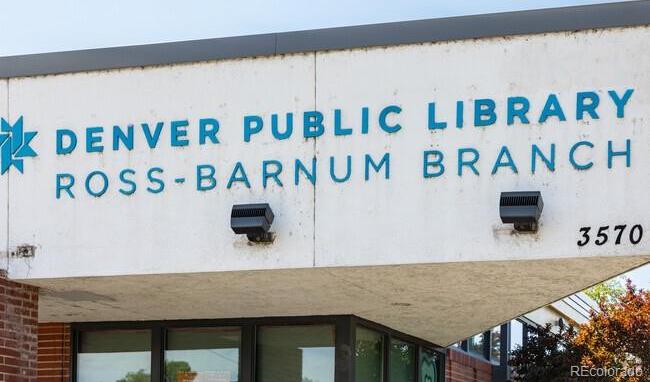 DENVER PUBLIC LIBRARY
ROSS-BARNUM BRANCH
3570
REcolorado